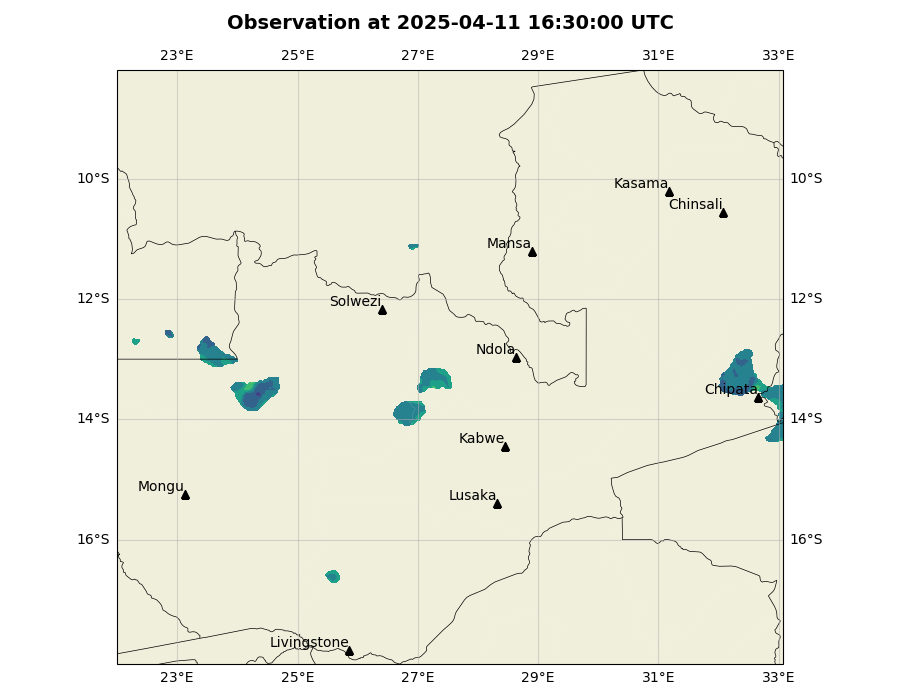 Observation at 2025-04-11 16:30:00 UTC
23°E 25°E 27°E 29°E 31°E 33°E
10°S 10°S
Kasama
Chinsali
Mansa
12°S 12°S
Solwezi
Ndola
Chipata
14°S 14°S
Kabwe
Mongu
Lusaka
16°S 16°S
Livingstone
23°E 25°E 27°E 29°E 31°E 33°E